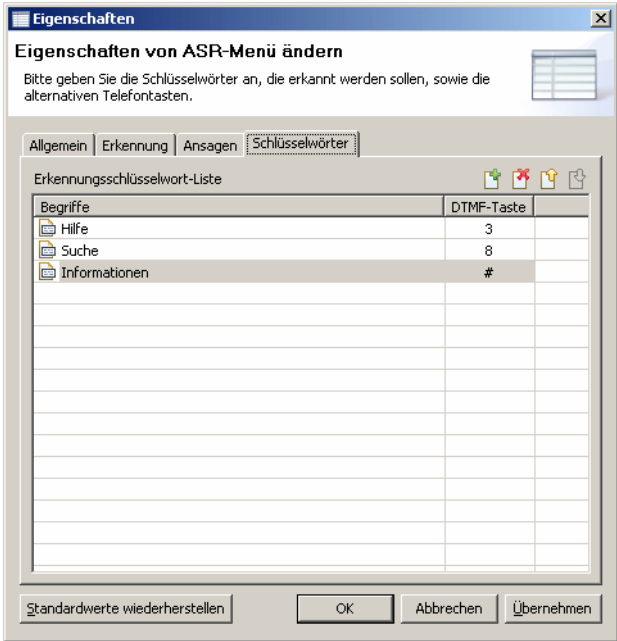 Eigenschaften
Eigenschaften von ASR-Menü ändern
Bitte geben Sie die Schlüsselwörter an, die erkannt werden sollen, sowie die
alternativen Telefontasten.
Allgemein Erkennung Ansagen Schlüsselwörter
Erkennungsschlüsselwort-Liste
Begriffe DTMF-Taste
Hilfe 3
Suche 8
Informationen #
Standardwerte wiederherstellen OK Abbrechen Übernehmen